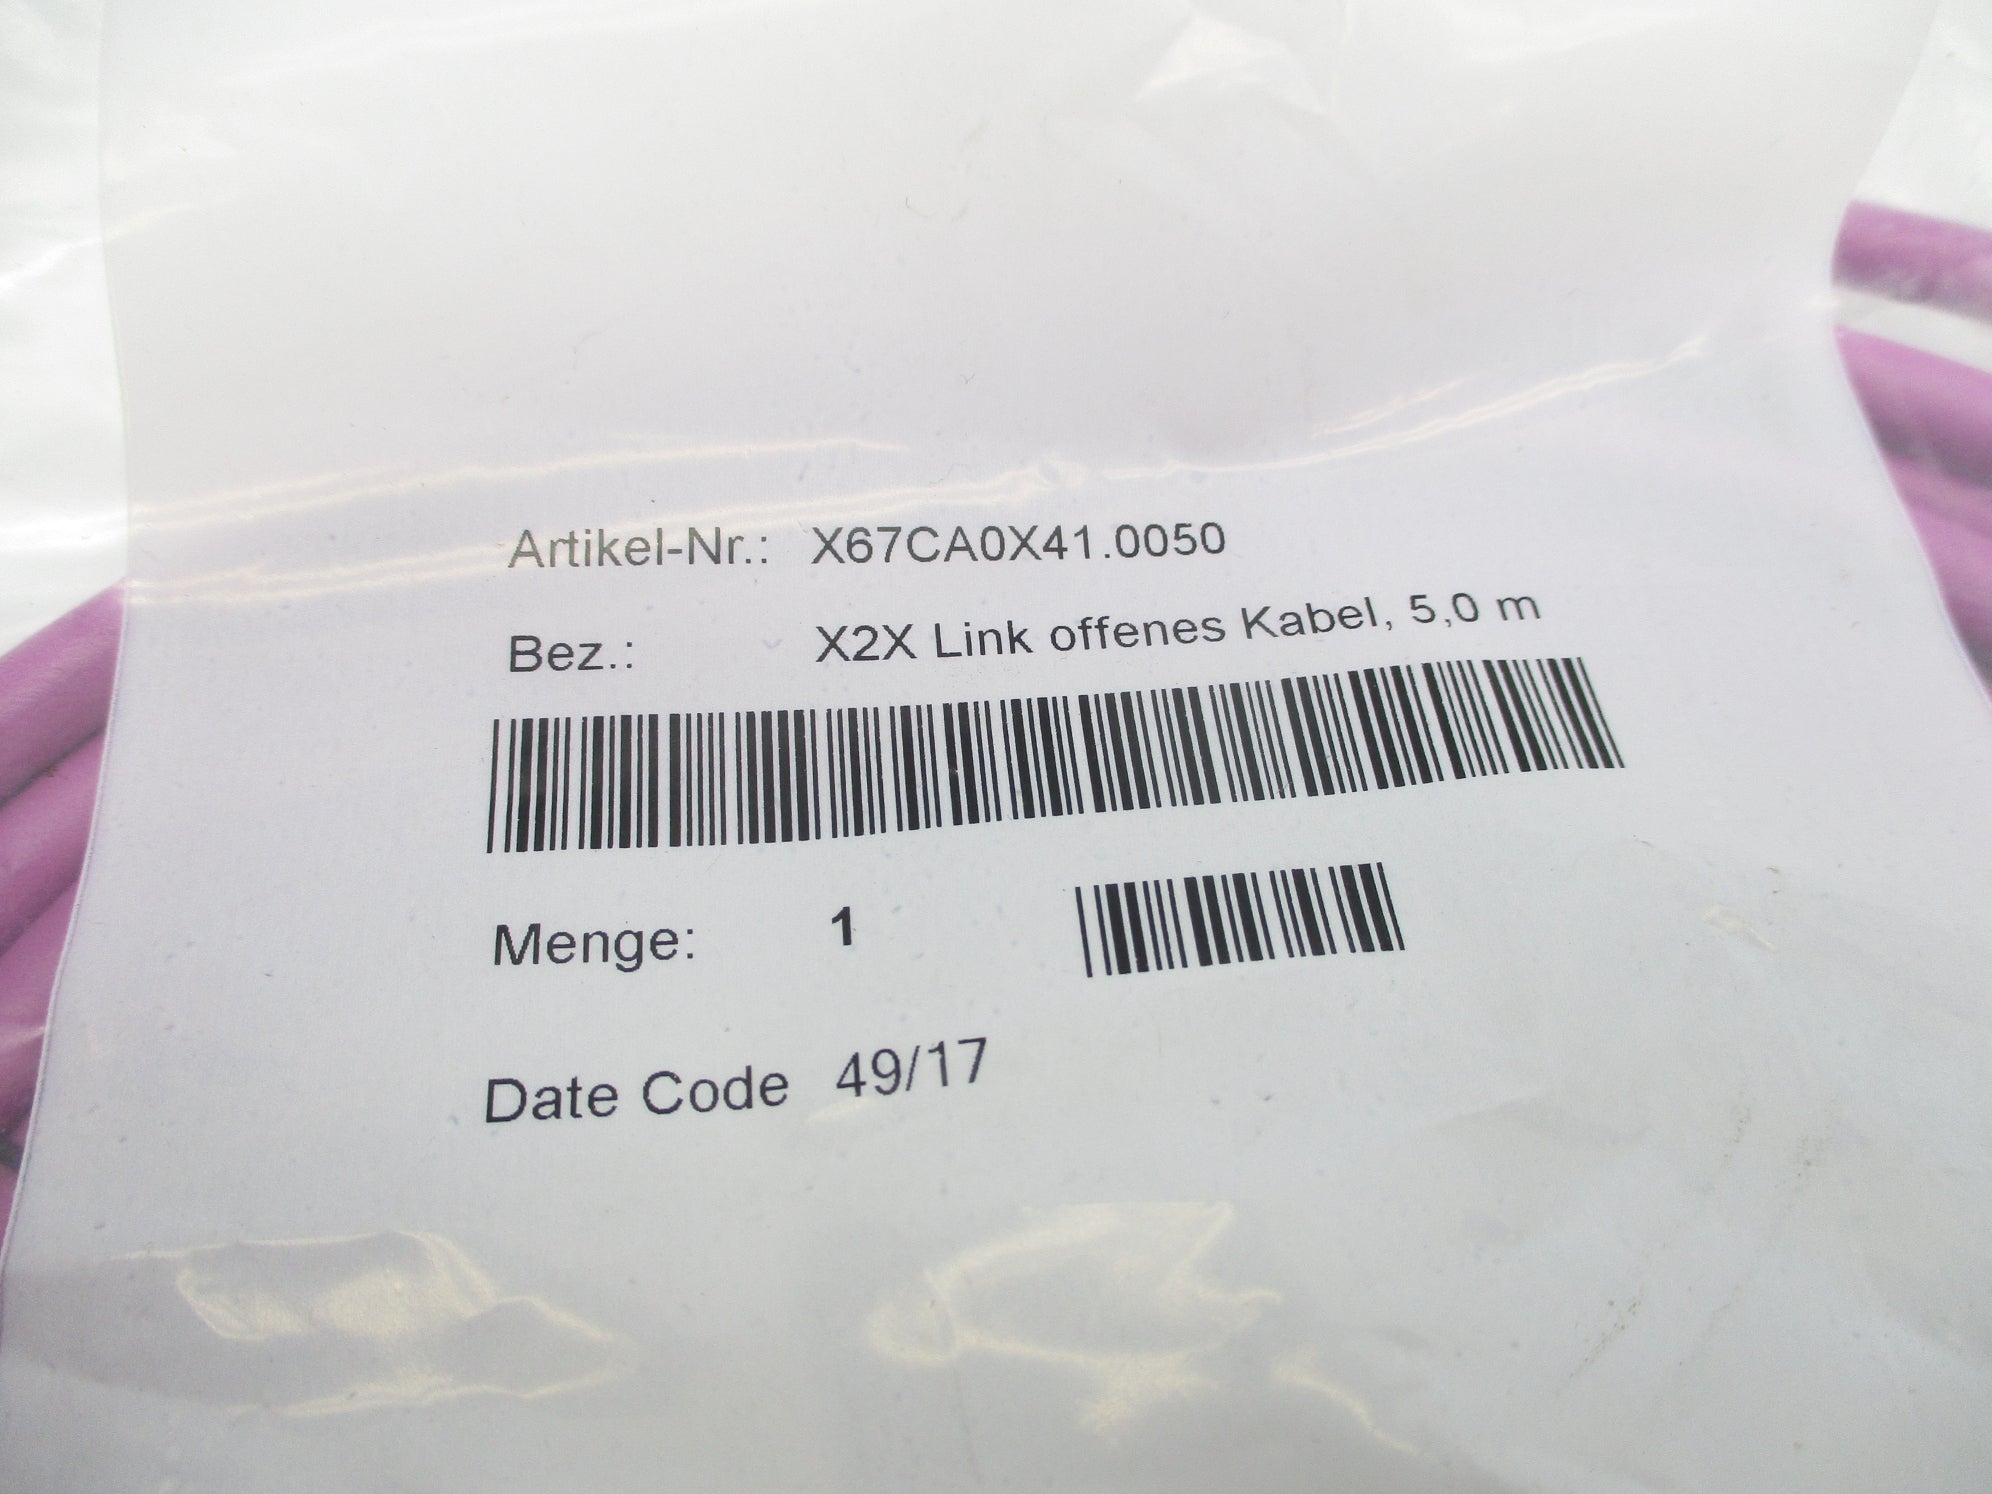 Artikel-Nr.: X67CA0X41.0050
Bez.: X2X Link offenes Kabel, 5,0 m
Menge: 1
Date Code 49/17